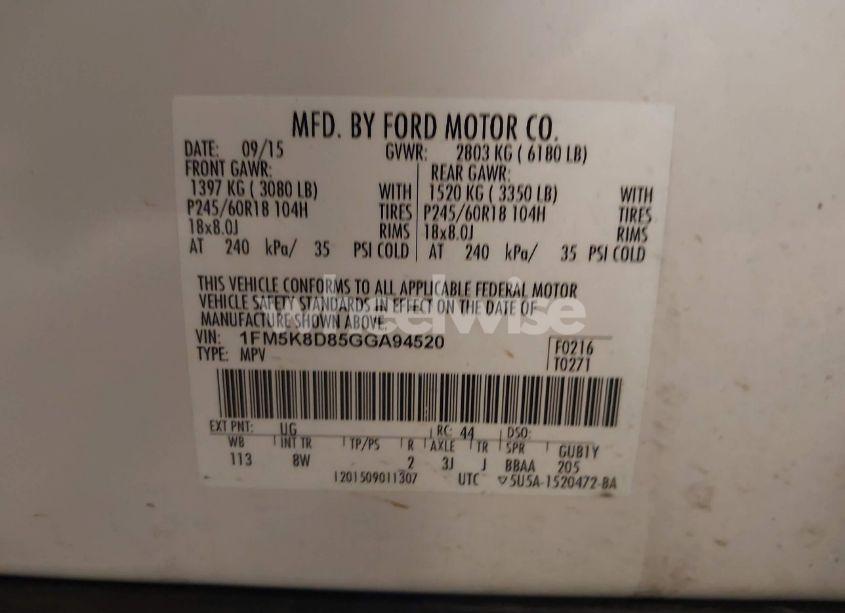 MFD. BY FORD MOTOR CO.
DATE: 09/15 GVWR: 2803 KG ( 6180 LB)
FRONT GAWR: REAR GAWR:
1397 KG ( 3080 LB) WITH 1520 KG ( 3350 LB) WITH
P245/60R18 104H TIRES P245/60R18 104H TIRES
18x8.0J RIMS 18x8.0J RIMS
AT 240 kPa/ 35 PSI COLD AT 240 kPa/ 35 PSI COLD
THIS VEHICLE CONFORMS TO ALL APPLICABLE FEDERAL MOTOR
VEHICLE SAFETY STANDARDS IN EFFECT ON THE DATE OF
MANUFACTURE SHOWN ABOVE.
wheelwise
VIN: 1FM5K8D85GGA94520 F0216
TYPE: MPV T0271
EXT PNT: UG RC: 44 DSO:
WB INT TR TP/PS R AXLE TR SPR GUB1Y
113 8W 2 3J J BBAA 205
1201509011307 UTC ▽5U5A-1520472-BA